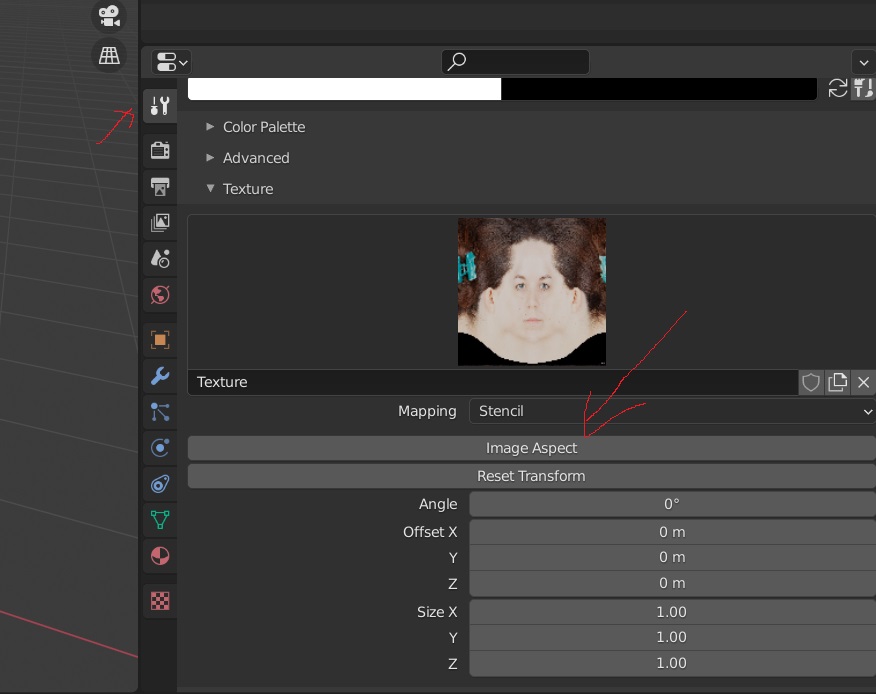 Color Palette
Advanced
Texture
Texture
Mapping Stencil
Image Aspect
Reset Transform
Angle 0°
Offset X 0 m
Y 0 m
Z 0 m
Size X 1.00
Y 1.00
Z 1.00